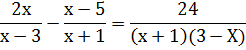 2x/(x − 3) − (x − 5)/(x + 1) = 24/((x + 1)(3 − X))